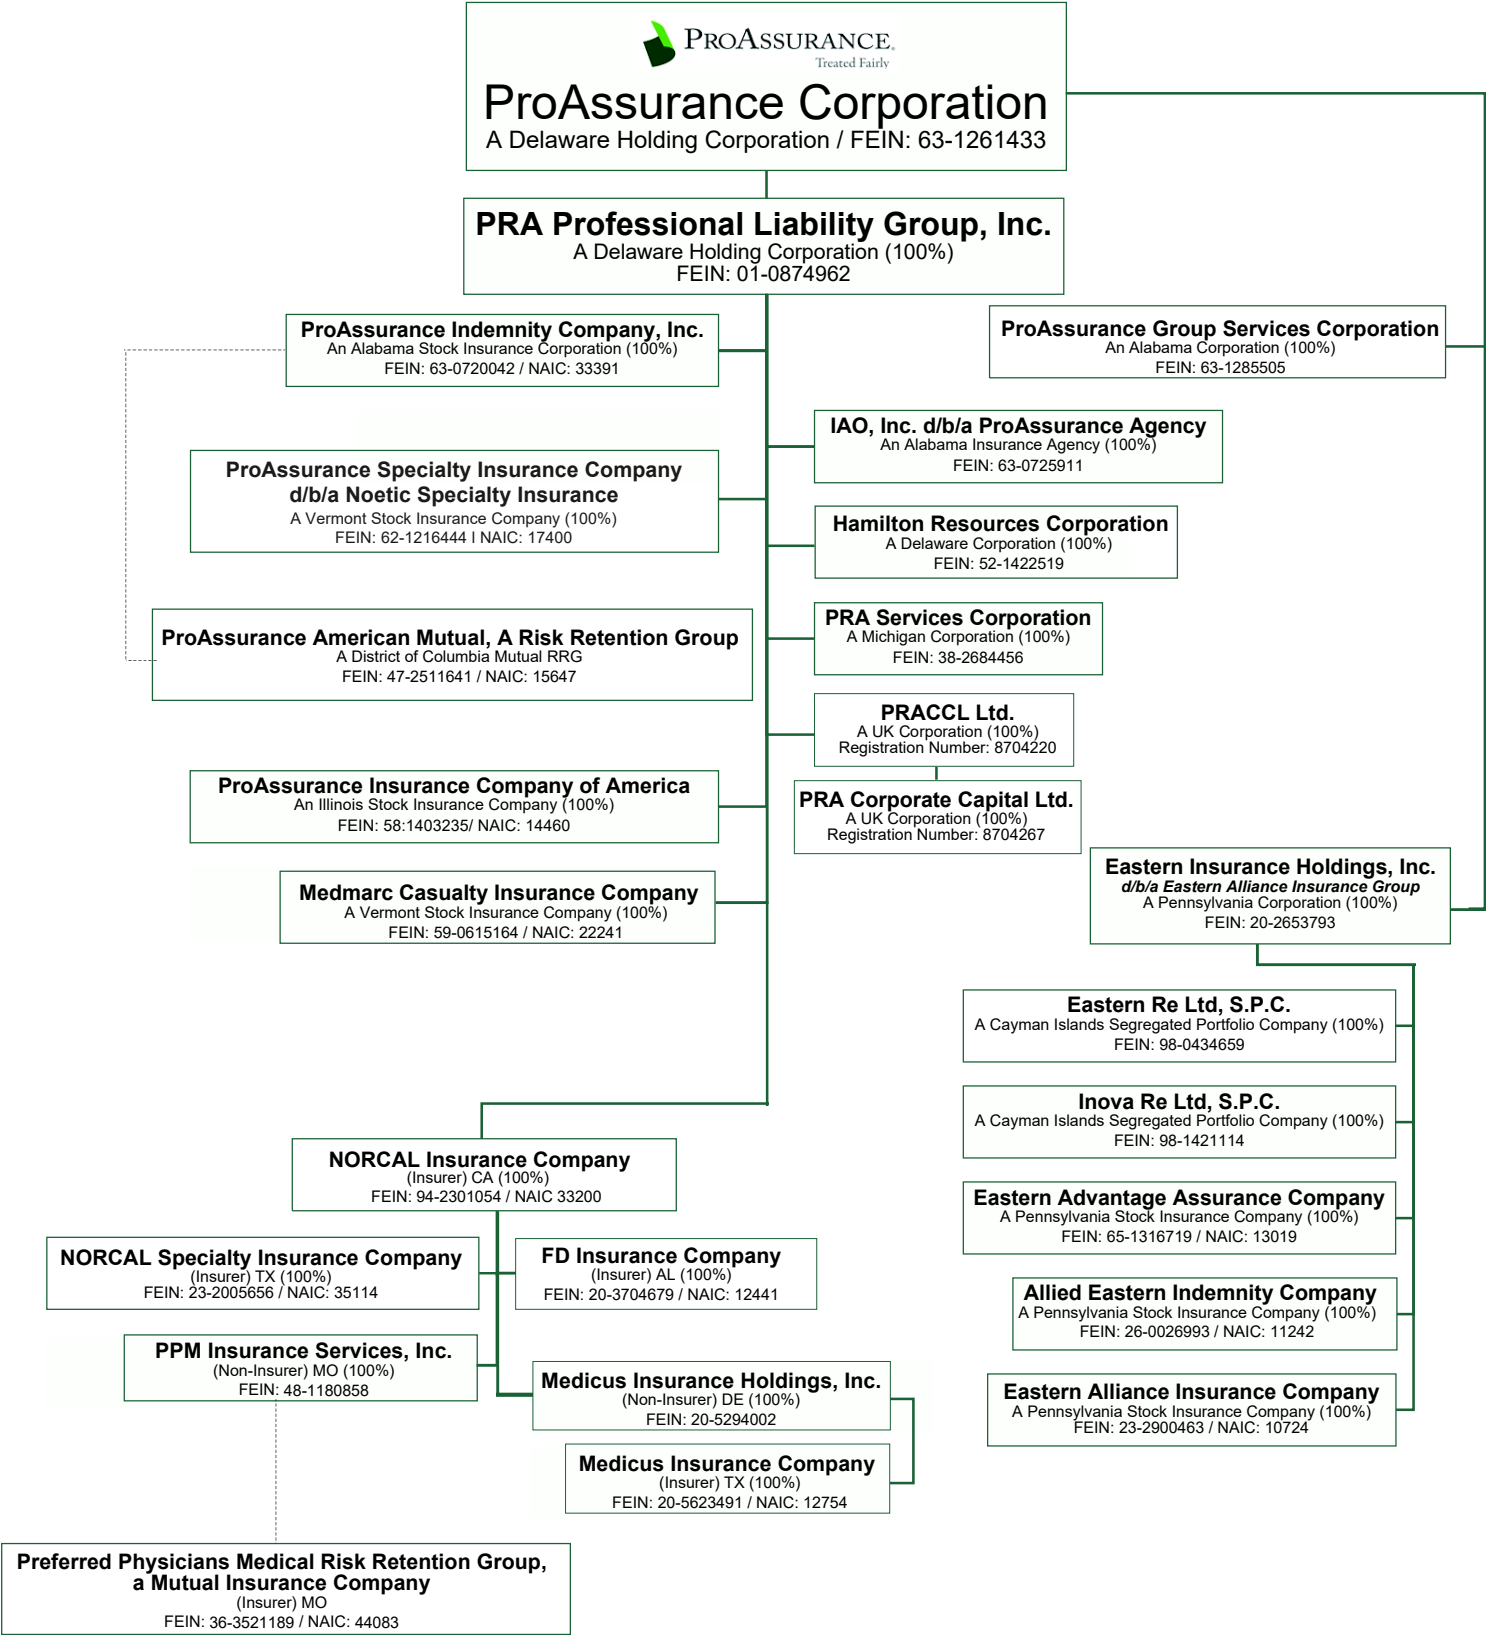 PROASSURANCE.
Treated Fairly
ProAssurance Corporation
A Delaware Holding Corporation / FEIN: 63-1261433
PRA Professional Liability Group, Inc.
A Delaware Holding Corporation (100%)
FEIN: 01-0874962
ProAssurance Indemnity Company, Inc.
An Alabama Stock Insurance Corporation (100%)
FEIN: 63-0720042 / NAIC: 33391
ProAssurance Group Services Corporation
An Alabama Corporation (100%)
FEIN: 63-1285505
IAO, Inc. d/b/a ProAssurance Agency
An Alabama Insurance Agency (100%)
FEIN: 63-0725911
ProAssurance Specialty Insurance Company
d/b/a Noetic Specialty Insurance
A Vermont Stock Insurance Company (100%)
FEIN: 62-1216444 I NAIC: 17400
Hamilton Resources Corporation
A Delaware Corporation (100%)
FEIN: 52-1422519
ProAssurance American Mutual, A Risk Retention Group
A District of Columbia Mutual RRG
FEIN: 47-2511641 / NAIC: 15647
PRA Services Corporation
A Michigan Corporation (100%)
FEIN: 38-2684456
PRACCL Ltd.
A UK Corporation (100%)
Registration Number: 8704220
ProAssurance Insurance Company of America
An Illinois Stock Insurance Company (100%)
FEIN: 58:1403235/ NAIC: 14460
PRA Corporate Capital Ltd.
A UK Corporation (100%)
Registration Number: 8704267
Medmarc Casualty Insurance Company
A Vermont Stock Insurance Company (100%)
FEIN: 59-0615164 / NAIC: 22241
Eastern Insurance Holdings, Inc.
d/b/a Eastern Alliance Insurance Group
A Pennsylvania Corporation (100%)
FEIN: 20-2653793
Eastern Re Ltd, S.P.C.
A Cayman Islands Segregated Portfolio Company (100%)
FEIN: 98-0434659
Inova Re Ltd, S.P.C.
A Cayman Islands Segregated Portfolio Company (100%)
FEIN: 98-1421114
Eastern Advantage Assurance Company
A Pennsylvania Stock Insurance Company (100%)
FEIN: 65-1316719 / NAIC: 13019
Allied Eastern Indemnity Company
A Pennsylvania Stock Insurance Company (100%)
FEIN: 26-0026993 / NAIC: 11242
Eastern Alliance Insurance Company
A Pennsylvania Stock Insurance Company (100%)
FEIN: 23-2900463 / NAIC: 10724
NORCAL Insurance Company
(Insurer) CA (100%)
FEIN: 94-2301054 / NAIC 33200
NORCAL Specialty Insurance Company
(Insurer) TX (100%)
FEIN: 23-2005656 / NAIC: 35114
FD Insurance Company
(Insurer) AL (100%)
FEIN: 20-3704679 / NAIC: 12441
PPM Insurance Services, Inc.
(Non-Insurer) MO (100%)
FEIN: 48-1180858
Medicus Insurance Holdings, Inc.
(Non-Insurer) DE (100%)
FEIN: 20-5294002
Medicus Insurance Company
(Insurer) TX (100%)
FEIN: 20-5623491 / NAIC: 12754
Preferred Physicians Medical Risk Retention Group,
a Mutual Insurance Company
(Insurer) MO
FEIN: 36-3521189 / NAIC: 44083